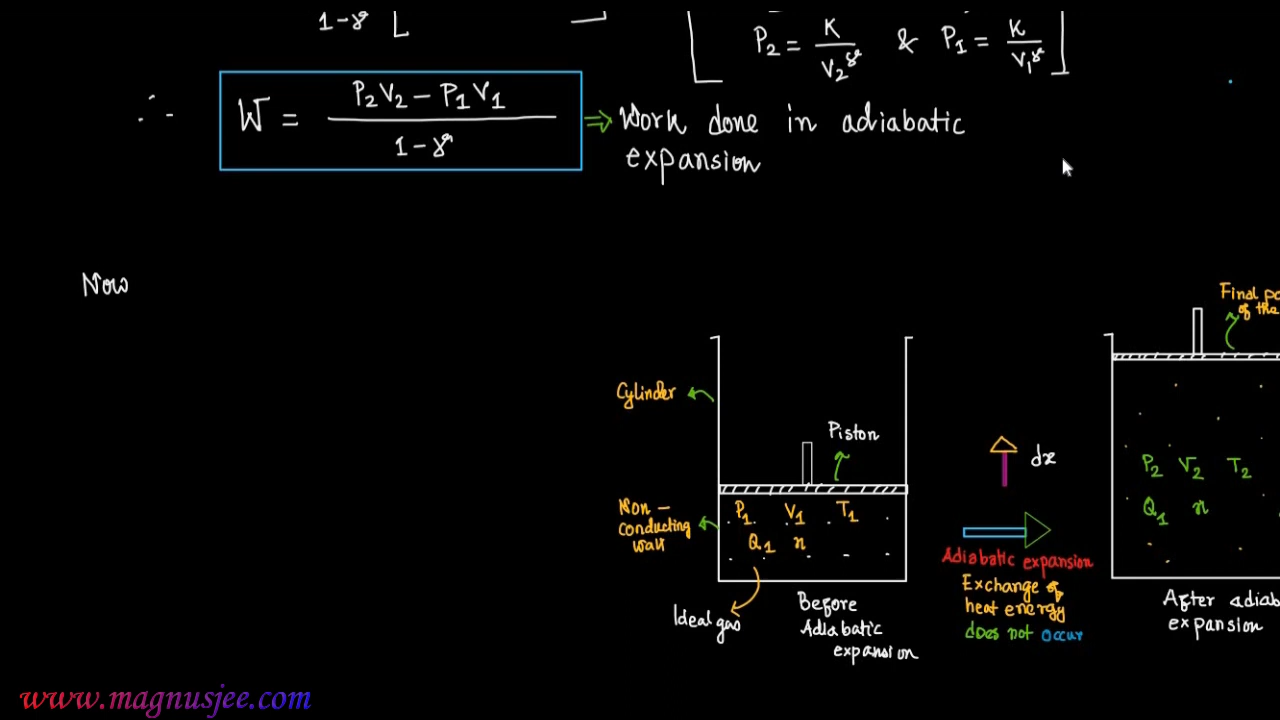 1-γ [ ]
P2 = K / V2^γ & P1 = K / V1^γ
∴ W = (P2V2 - P1V1) / (1-γ) ⇒ Work done in adiabatic
expansion
Now
Final
of the
Cylinder
Piston
dx
Non-
conducting
wall
P1 V1 T1
Q1 n
P2 V2 T2
Q1 n
Adiabatic expansion
Exchange of
heat energy
does not occur
Ideal gas
Before
Adiabatic
expansion
After adiab
expansion
www.magnusjee.com